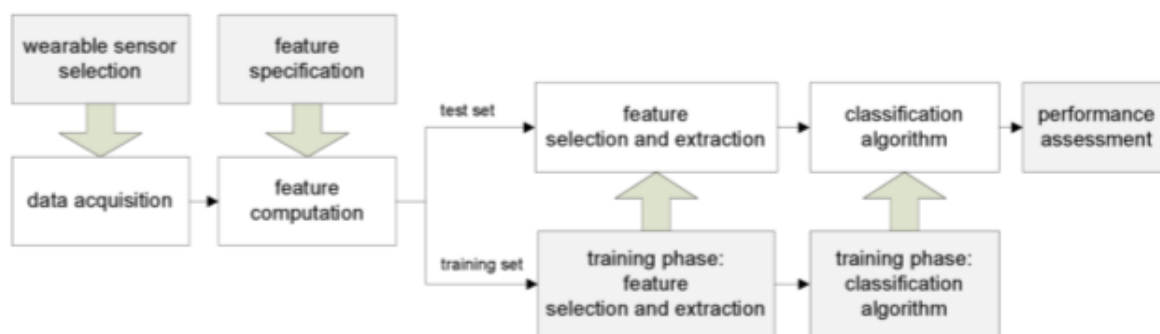 wearable sensor
selection
feature
specification
data acquisition
feature
computation
test set
training set
feature
selection and extraction
classification
algorithm
performance
assessment
training phase:
feature
selection and extraction
training phase:
classification
algorithm